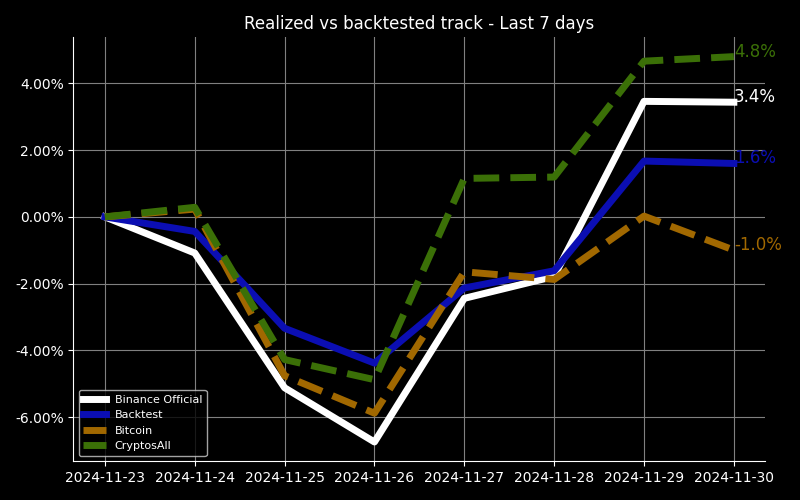 Realized vs backtested track - Last 7 days
4.8%
4.00%
3.4%
2.00%
1.6%
0.00%
-1.0%
-2.00%
-4.00%
-6.00%
Binance Official
Backtest
Bitcoin
CryptosAll
2024-11-23 2024-11-24 2024-11-25 2024-11-26 2024-11-27 2024-11-28 2024-11-29 2024-11-30